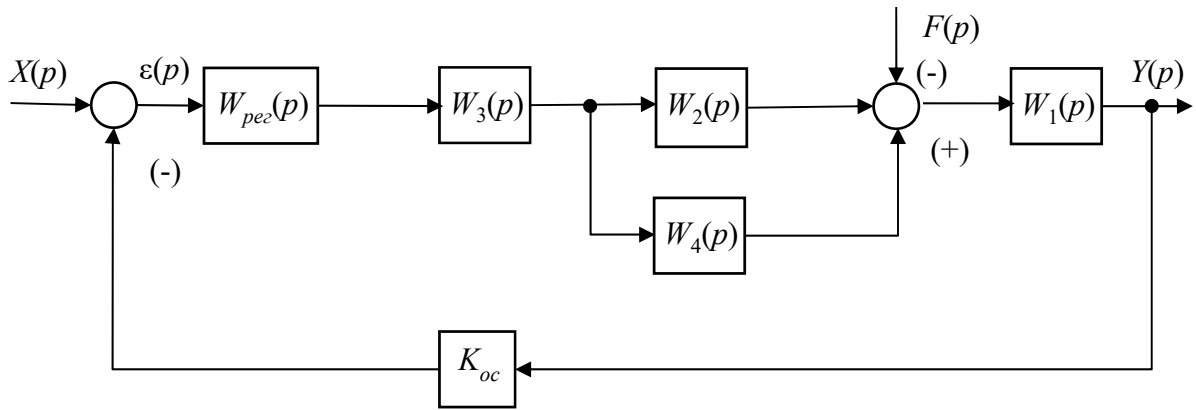 X(p)
ε(p)
(-)
W_рег(p)
W_3(p)
W_2(p)
F(p)
(-)
(+)
W_1(p)
Y(p)
W_4(p)
K_ос